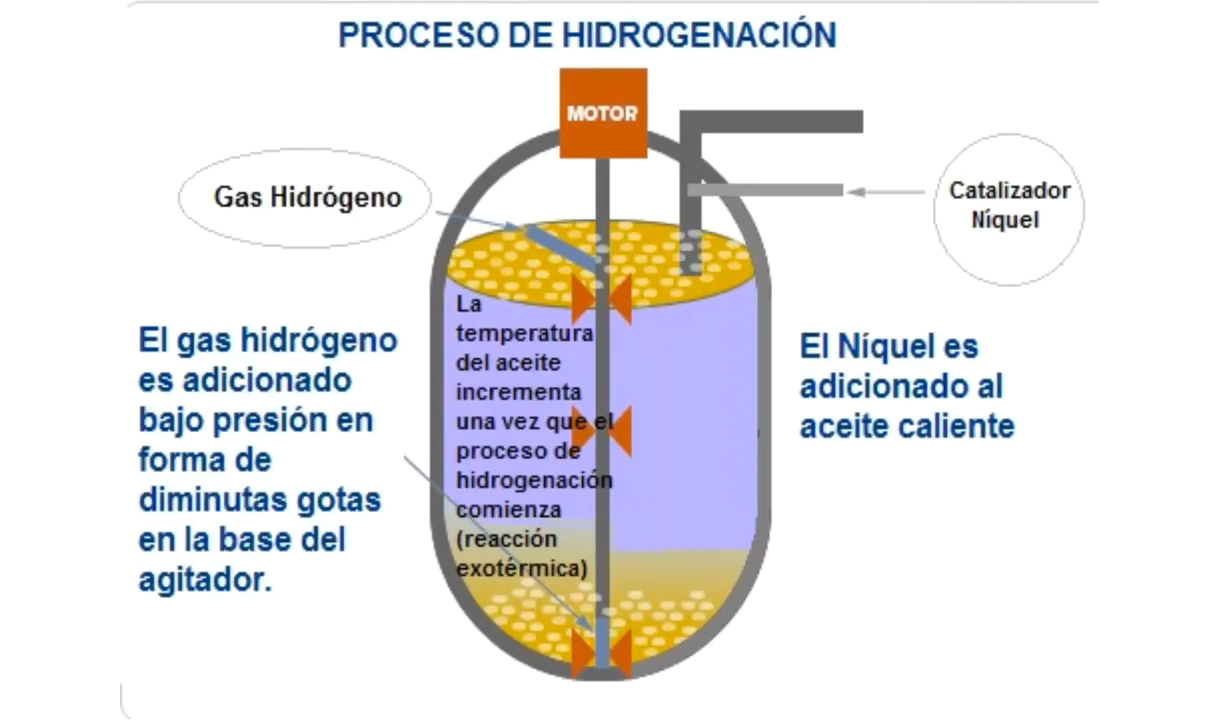 PROCESO DE HIDROGENACIÓN
MOTOR
Gas Hidrógeno
Catalizador
Níquel
La
temperatura
del aceite
incrementa
una vez que el
proceso de
hidrogenación
comienza
(reacción
exotérmica)
El gas hidrógeno
es adicionado
bajo presión en
forma de
diminutas gotas
en la base del
agitador.
El Níquel es
adicionado al
aceite caliente